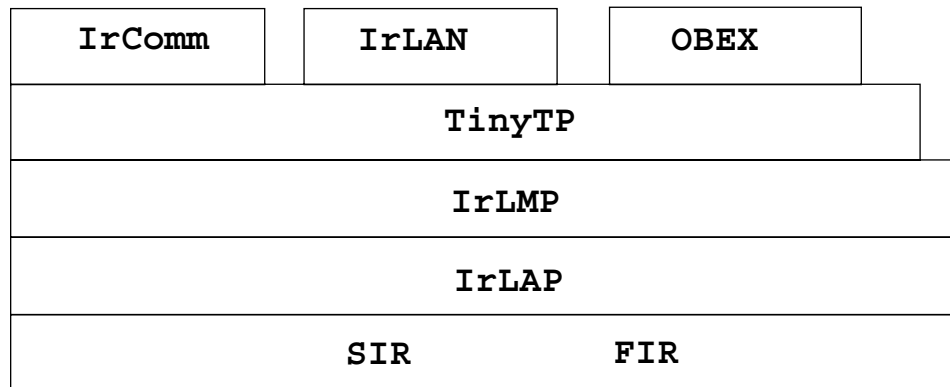 IrComm IrLAN OBEX
TinyTP
IrLMP
IrLAP
SIR FIR